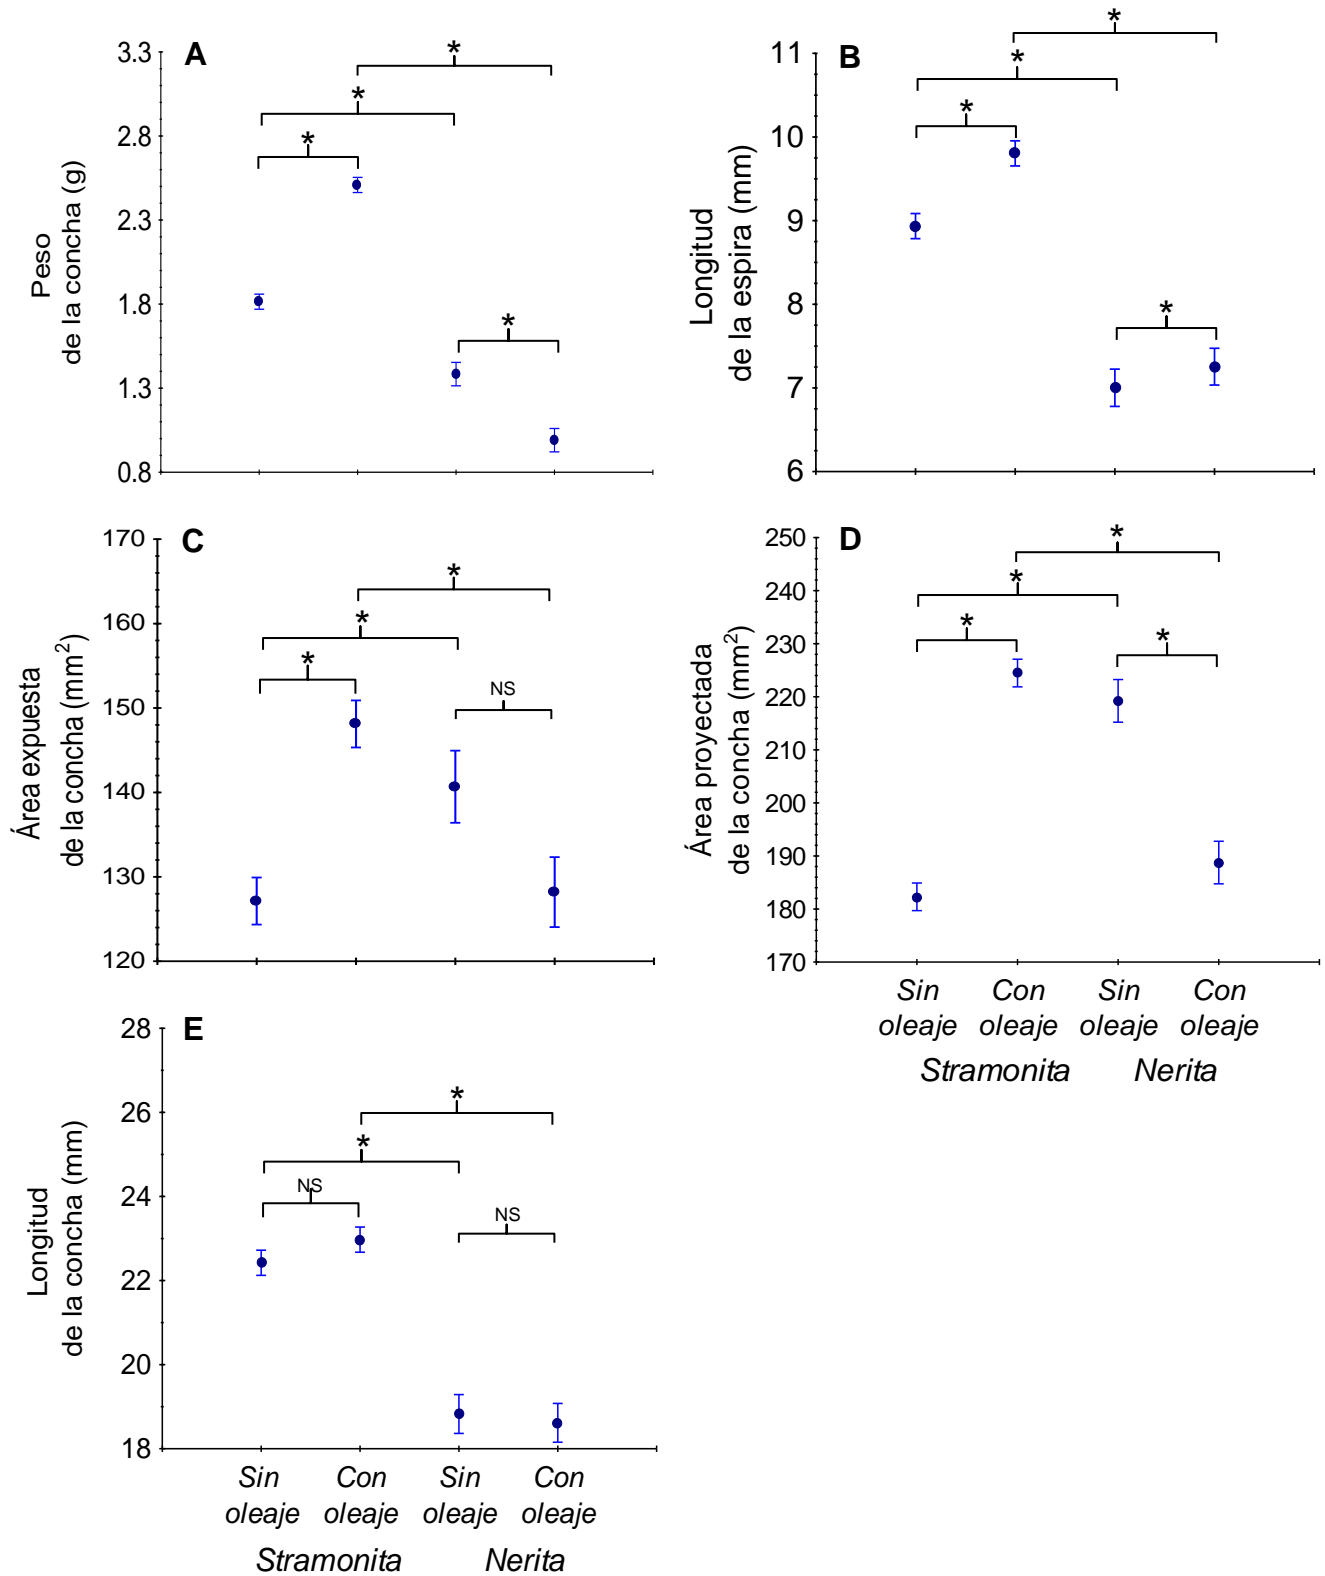 A
Peso
de la concha (g)
3.3
2.8
2.3
1.8
1.3
0.8
*
*
*
*
B
Longitud
de la espira (mm)
11
10
9
8
7
6
*
*
*
*
C
Área expuesta
de la concha (mm²)
170
160
150
140
130
120
*
*
*
NS
D
Área proyectada
de la concha (mm²)
250
240
230
220
210
200
190
180
170
*
*
*
*
Sin Con Sin Con
oleaje oleaje oleaje oleaje
Stramonita Nerita
E
Longitud
de la concha (mm)
28
26
24
22
20
18
*
*
NS
NS
Sin Con Sin Con
oleaje oleaje oleaje oleaje
Stramonita Nerita